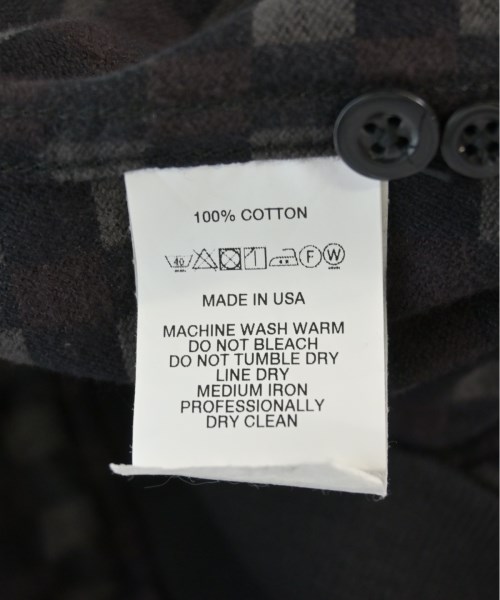 100% COTTON
40 F W
MADE IN USA
MACHINE WASH WARM
DO NOT BLEACH
DO NOT TUMBLE DRY
LINE DRY
MEDIUM IRON
PROFESSIONALLY
DRY CLEAN